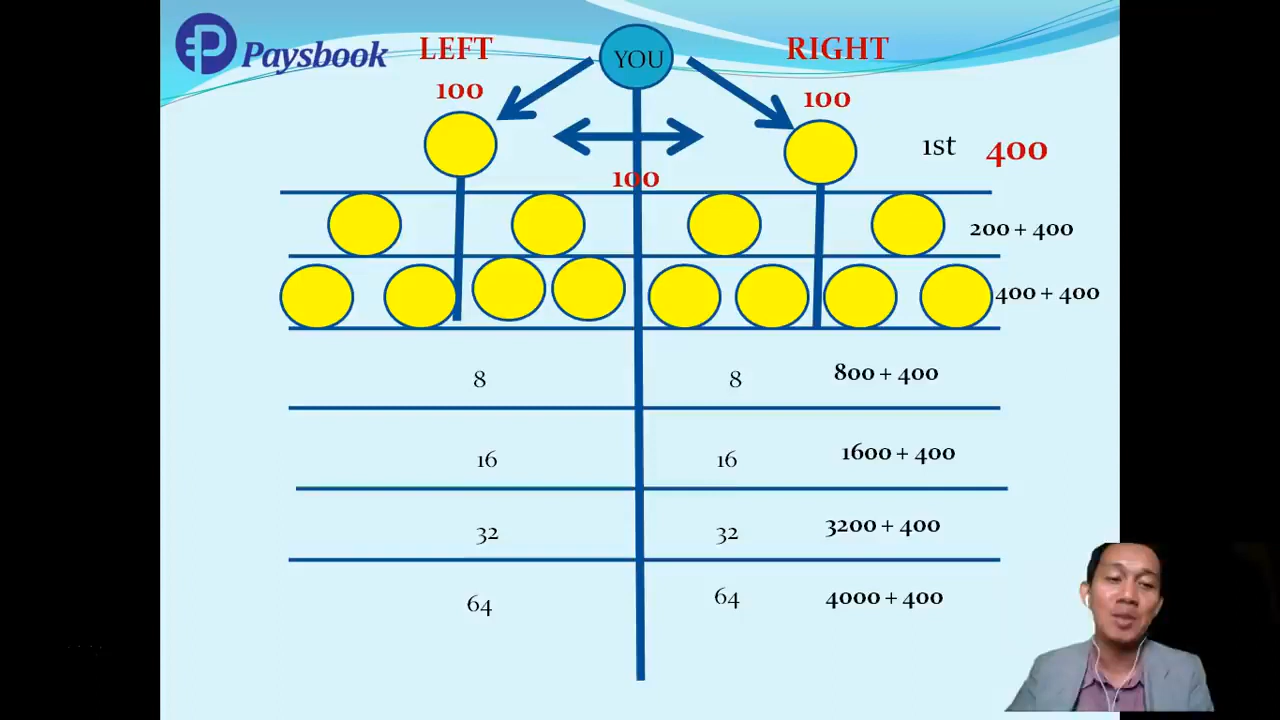 Paysbook
LEFT YOU RIGHT
100 100
1st 400
100
200 + 400
400 + 400
8 8 800 + 400
16 16 1600 + 400
32 32 3200 + 400
64 64 4000 + 400